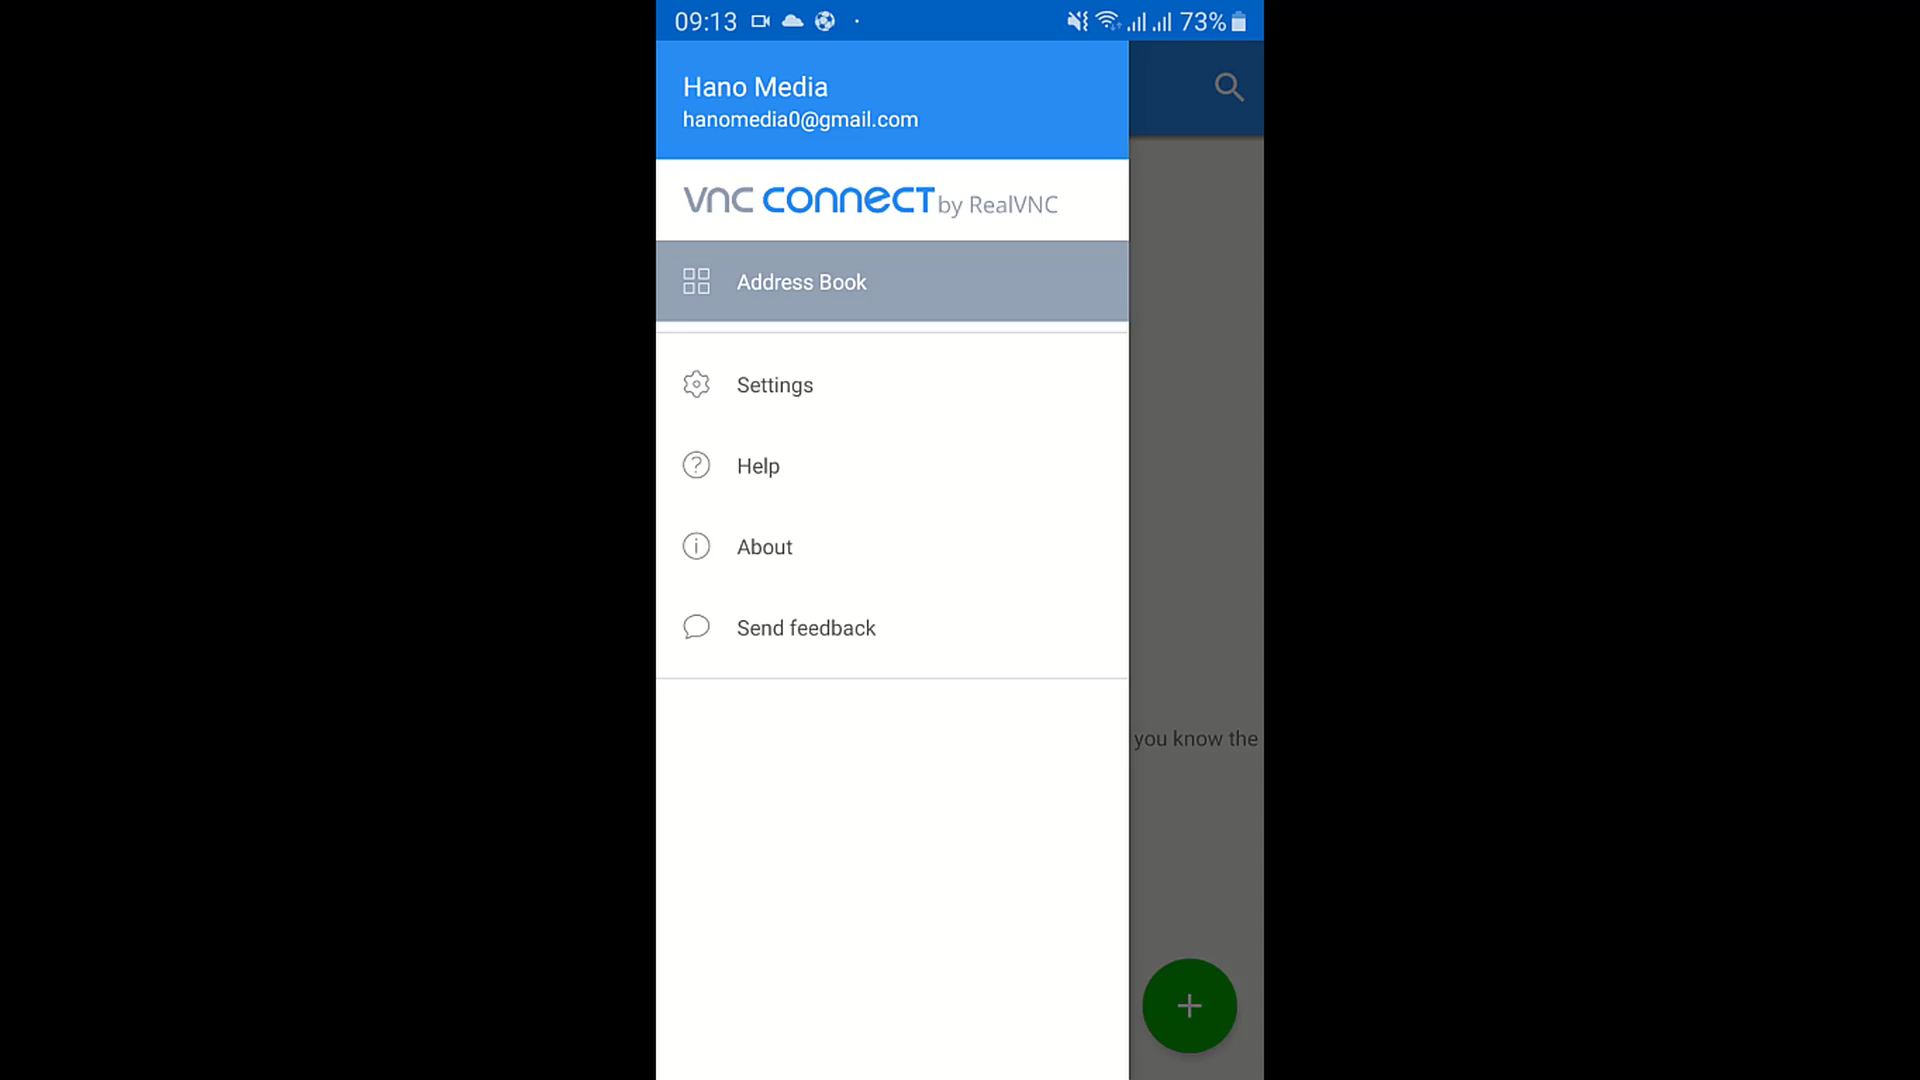 09:13
73%
Hano Media
hanomedia0@gmail.com
vnc connect by RealVNC
Address Book
Settings
Help
About
Send feedback
you know the